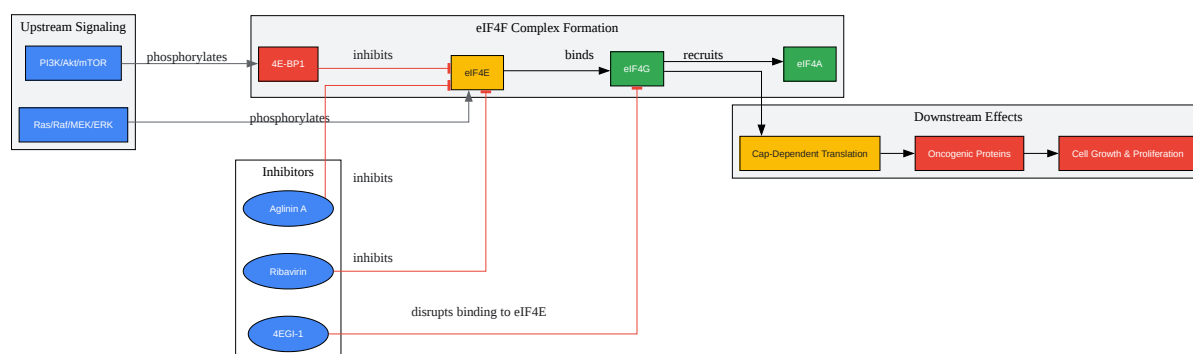 Upstream Signaling
eIF4F Complex Formation
PI3K/Akt/mTOR
phosphorylates
4E-BP1
inhibits
eIF4E
binds
eIF4G
recruits
eIF4A
Ras/Raf/MEK/ERK
phosphorylates
Downstream Effects
Cap-Dependent Translation
Oncogenic Proteins
Cell Growth & Proliferation
Inhibitors
inhibits
Aglinin A
Ribavirin
inhibits
disrupts binding to eIF4E
4EGI-1